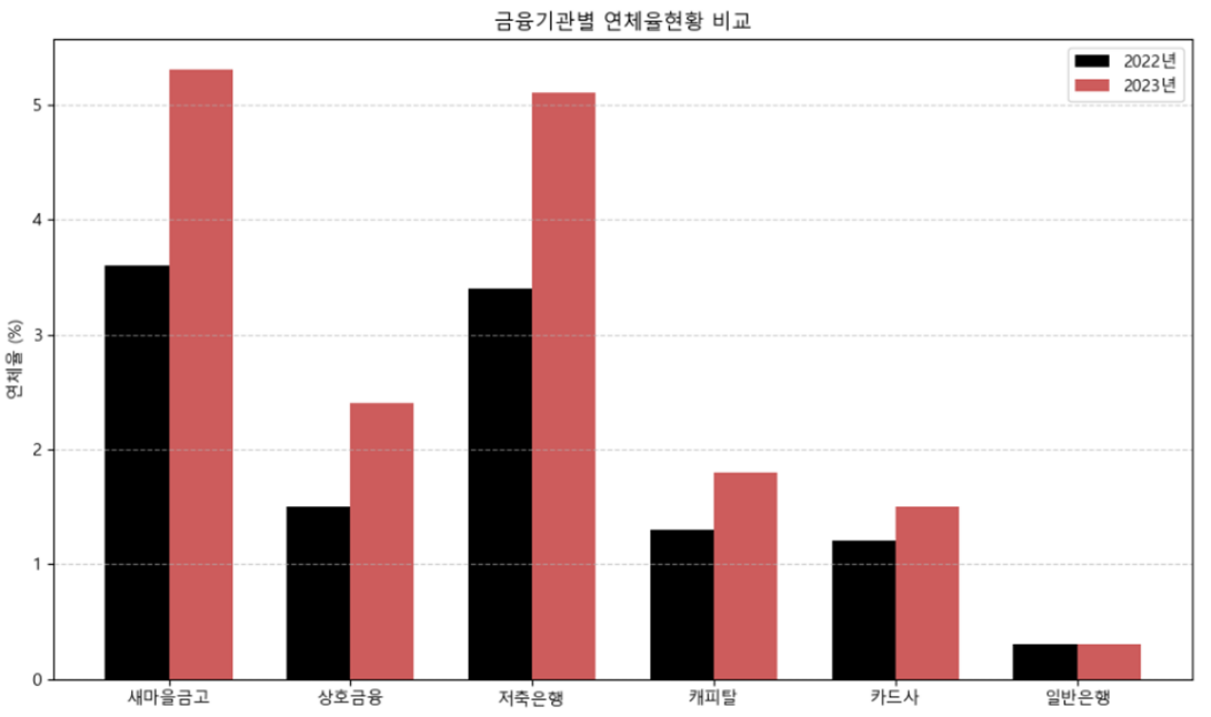 금융기관별 연체율현황 비교
2022년
2023년
연체율 (%)
5
4
3
2
1
0
새마을금고 상호금융 저축은행 캐피탈 카드사 일반은행